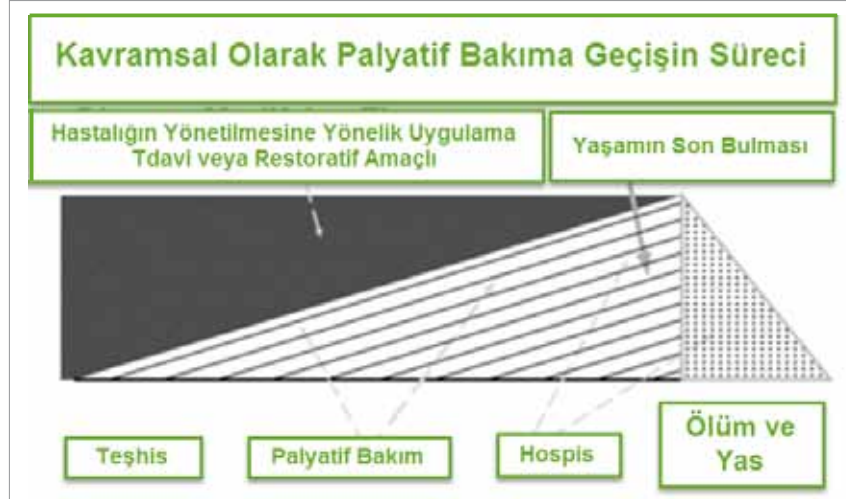 Kavramsal Olarak Palyatif Bakıma Geçişin Süreci
Hastalığın Yönetilmesine Yönelik Uygulama
Tdavi veya Restoratif Amaçlı
Yaşamın Son Bulması
Teşhis
Palyatif Bakım
Hospis
Ölüm ve
Yas